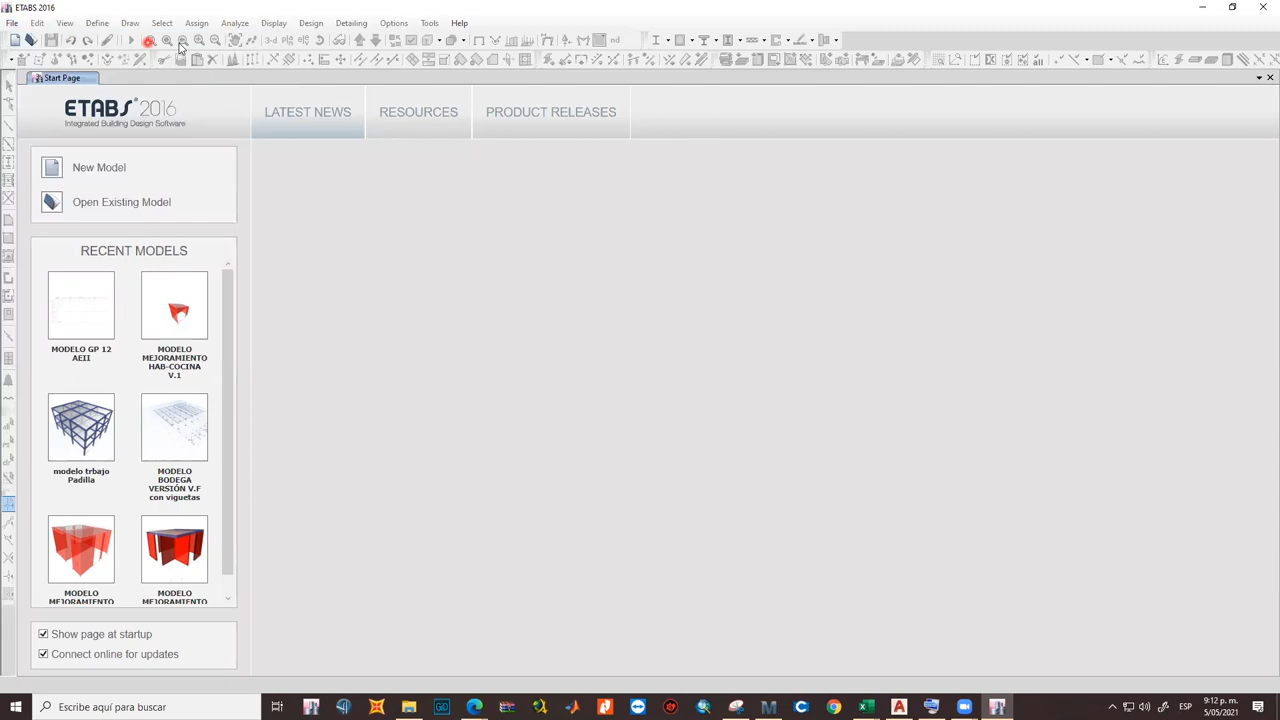 ETABS 2016
File Edit View Define Draw Select Assign Analyze Display Design Detailing Options Tools Help
3-d
nd
Start Page
ETABS® 2016
Integrated Building Design Software
LATEST NEWS
RESOURCES
PRODUCT RELEASES
New Model
Open Existing Model
RECENT MODELS
MODELO GP 12
AEII
MODELO
MEJORAMIENTO
HAB-COCINA
V.1
modelo trbajo
Padilla
MODELO
BODEGA
VERSIÓN V.F
con viguetas
MODELO
MEJORAMIENTO
MODELO
MEJORAMIENTO
Show page at startup
Connect online for updates
Escribe aquí para buscar
ESP
9:12 p. m.
5/05/2021